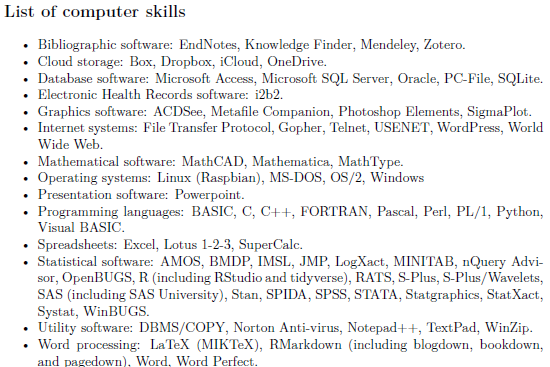 List of computer skills
• Bibliographic software: EndNotes, Knowledge Finder, Mendeley, Zotero.
• Cloud storage: Box, Dropbox, iCloud, OneDrive.
• Database software: Microsoft Access, Microsoft SQL Server, Oracle, PC-File, SQLite.
• Electronic Health Records software: i2b2.
• Graphics software: ACDSee, Metafile Companion, Photoshop Elements, SigmaPlot.
• Internet systems: File Transfer Protocol, Gopher, Telnet, USENET, WordPress, World
Wide Web.
• Mathematical software: MathCAD, Mathematica, MathType.
• Operating systems: Linux (Raspbian), MS-DOS, OS/2, Windows
• Presentation software: Powerpoint.
• Programming languages: BASIC, C, C++, FORTRAN, Pascal, Perl, PL/1, Python,
Visual BASIC.
• Spreadsheets: Excel, Lotus 1-2-3, SuperCalc.
• Statistical software: AMOS, BMDP, IMSL, JMP, LogXact, MINITAB, nQuery Advi-
sor, OpenBUGS, R (including RStudio and tidyverse), RATS, S-Plus, S-Plus/Wavelets,
SAS (including SAS University), Stan, SPIDA, SPSS, STATA, Statgraphics, StatXact,
Systat, WinBUGS.
• Utility software: DBMS/COPY, Norton Anti-virus, Notepad++, TextPad, WinZip.
• Word processing: LaTeX (MIKTeX), RMarkdown (including blogdown, bookdown,
and pagedown), Word, Word Perfect.